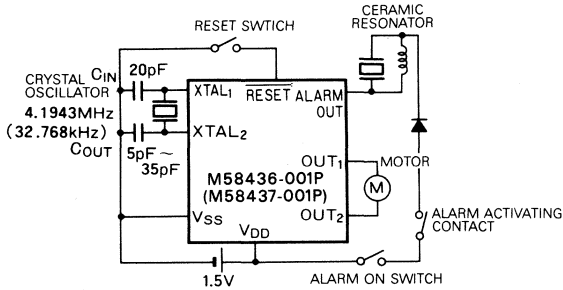 RESET SWTICH
CERAMIC
RESONATOR
CRYSTAL
OSCILLATOR
4.1943MHz
(32.768kHz)
CIN
20pF
COUT
5pF~
35pF
XTAL1
XTAL2
RESET
ALARM
OUT
OUT1
MOTOR
M
M58436-001P
(M58437-001P)
OUT2
VSS
VDD
1.5V
ALARM ACTIVATING
CONTACT
ALARM ON SWITCH